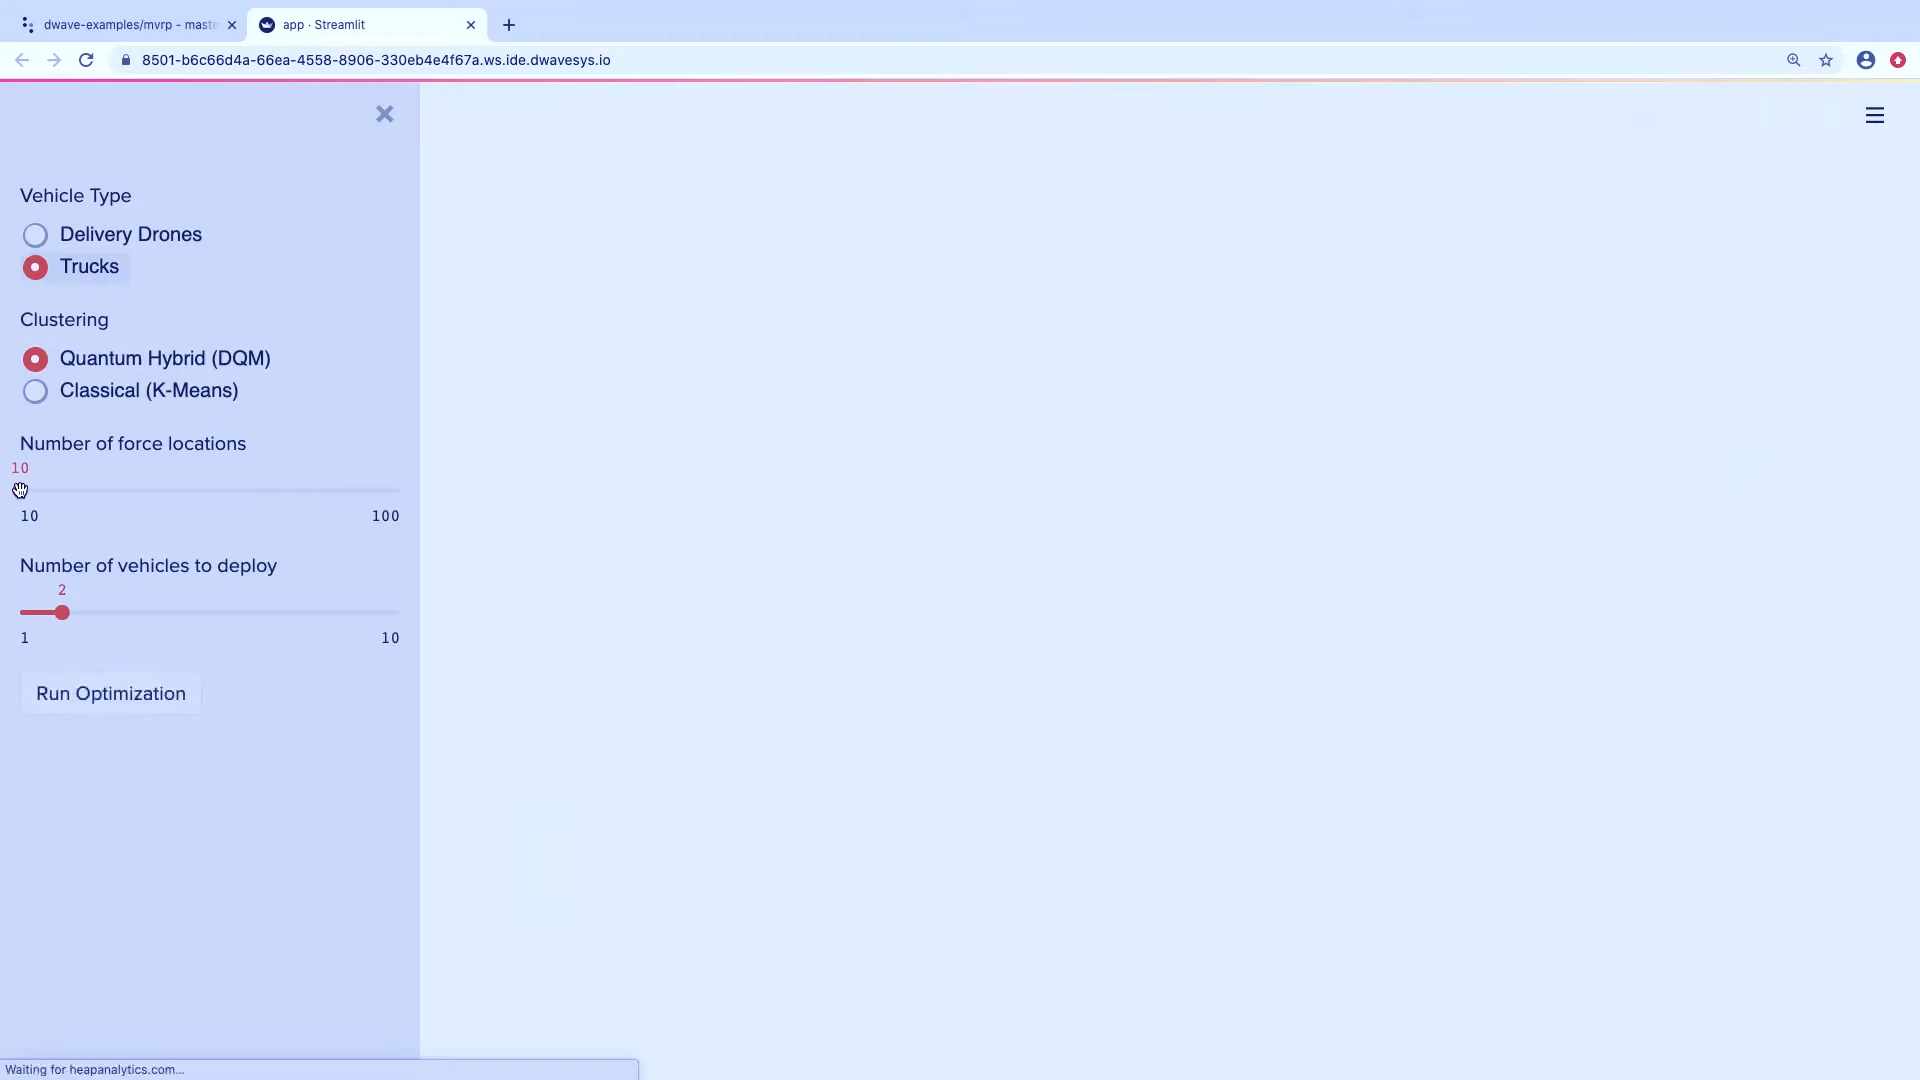 dwave-examples/mvrp - maste
app · Streamlit
8501-b6c66d4a-66ea-4558-8906-330eb4e4f67a.ws.ide.dwavesys.io
Vehicle Type
Delivery Drones
Trucks
Clustering
Quantum Hybrid (DQM)
Classical (K-Means)
Number of force locations
10
10 100
Number of vehicles to deploy
2
1 10
Run Optimization
Waiting for heapanalytics.com...